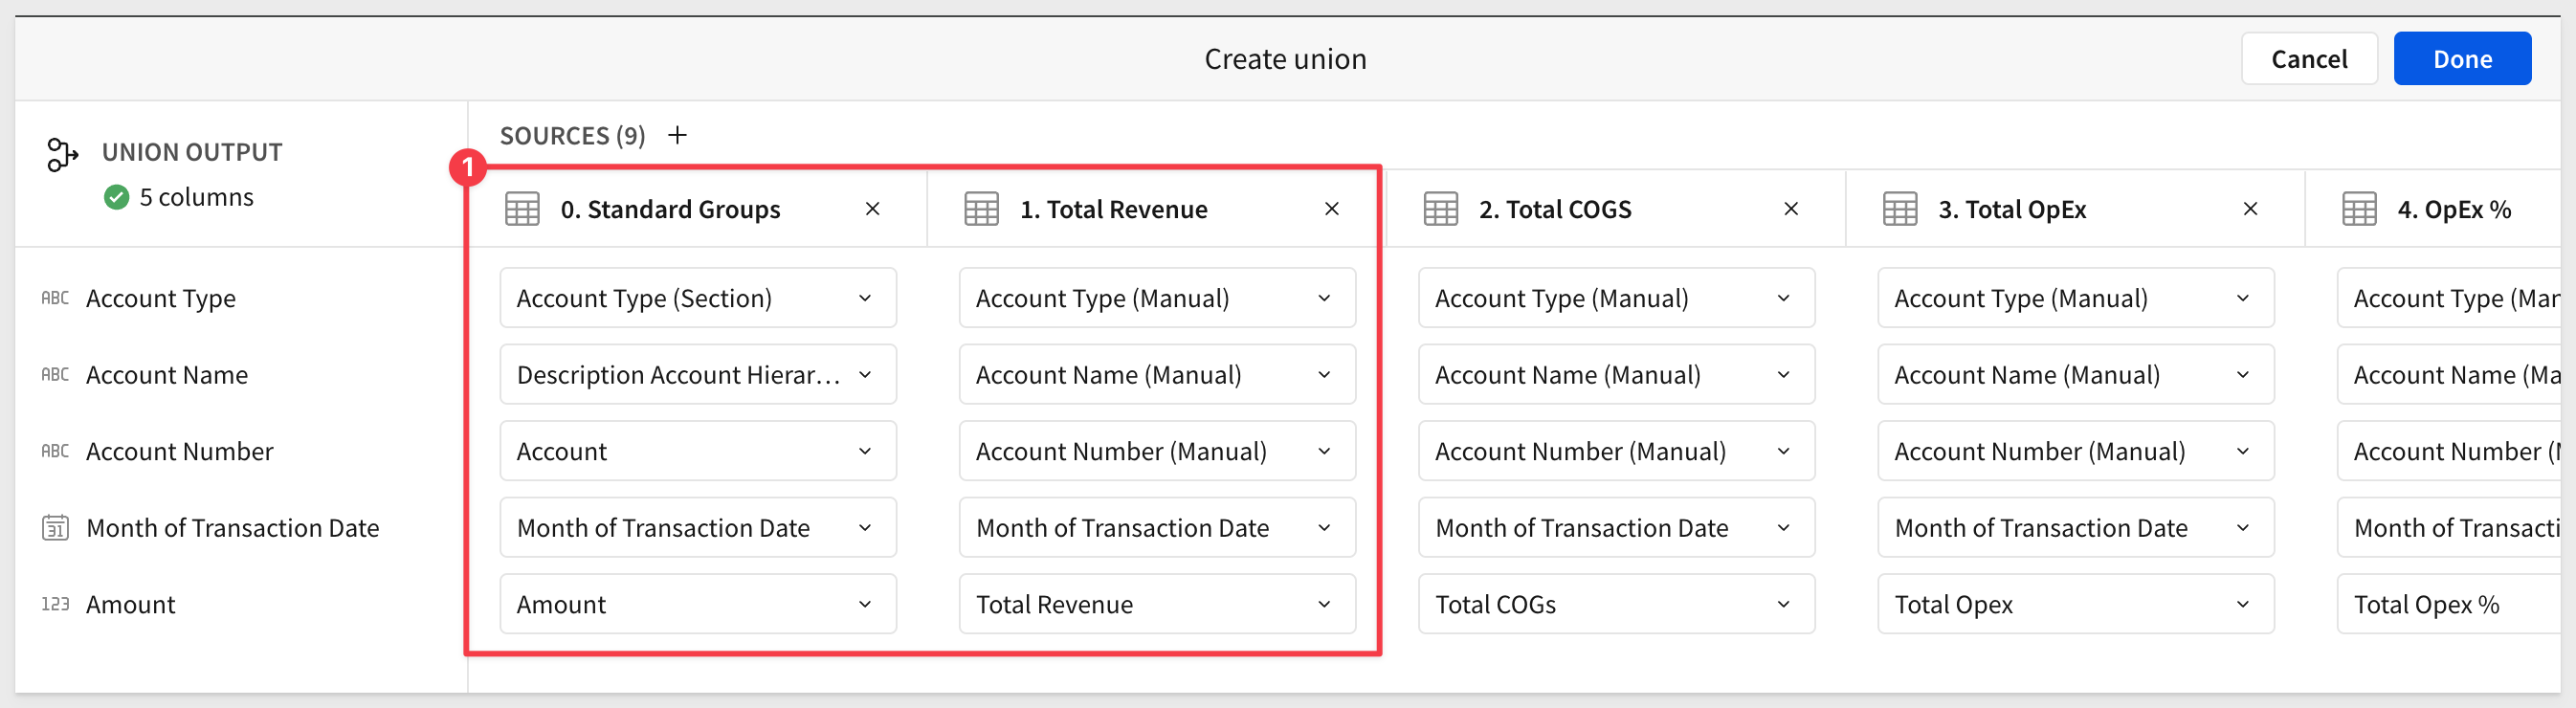 Create union
Cancel
Done
UNION OUTPUT
5 columns
SOURCES (9) +
1
0. Standard Groups
1. Total Revenue
2. Total COGS
3. Total OpEx
4. OpEx %
ABC Account Type
Account Type (Section)
Account Type (Manual)
Account Type (Manual)
Account Type (Manual)
Account Type (Man
ABC Account Name
Description Account Hierar...
Account Name (Manual)
Account Name (Manual)
Account Name (Manual)
Account Name (Ma
ABC Account Number
Account
Account Number (Manual)
Account Number (Manual)
Account Number (Manual)
Account Number (M
31 Month of Transaction Date
Month of Transaction Date
Month of Transaction Date
Month of Transaction Date
Month of Transaction Date
Month of Transacti
123 Amount
Amount
Total Revenue
Total COGs
Total Opex
Total Opex %